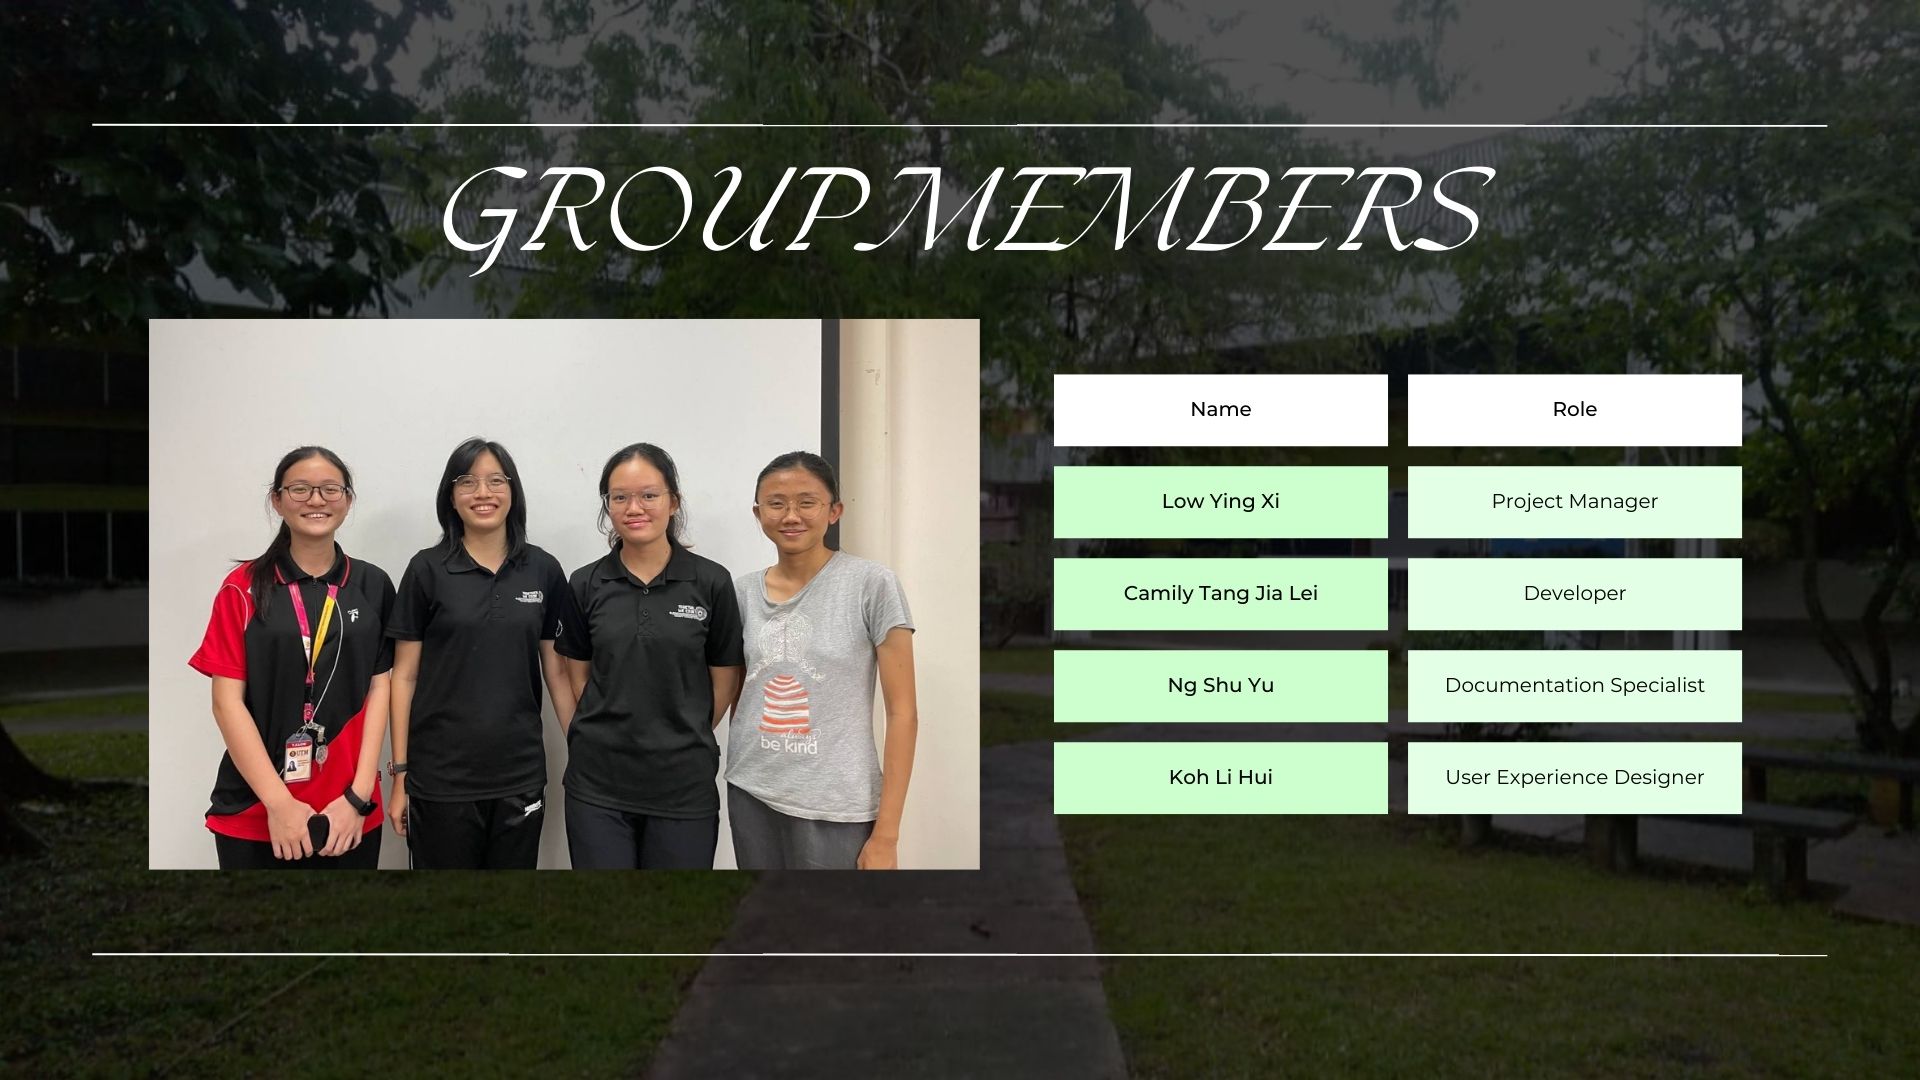 GROUP MEMBERS
Name Role
Low Ying Xi Project Manager
Camily Tang Jia Lei Developer
Ng Shu Yu Documentation Specialist
Koh Li Hui User Experience Designer
UTM
always
be kind